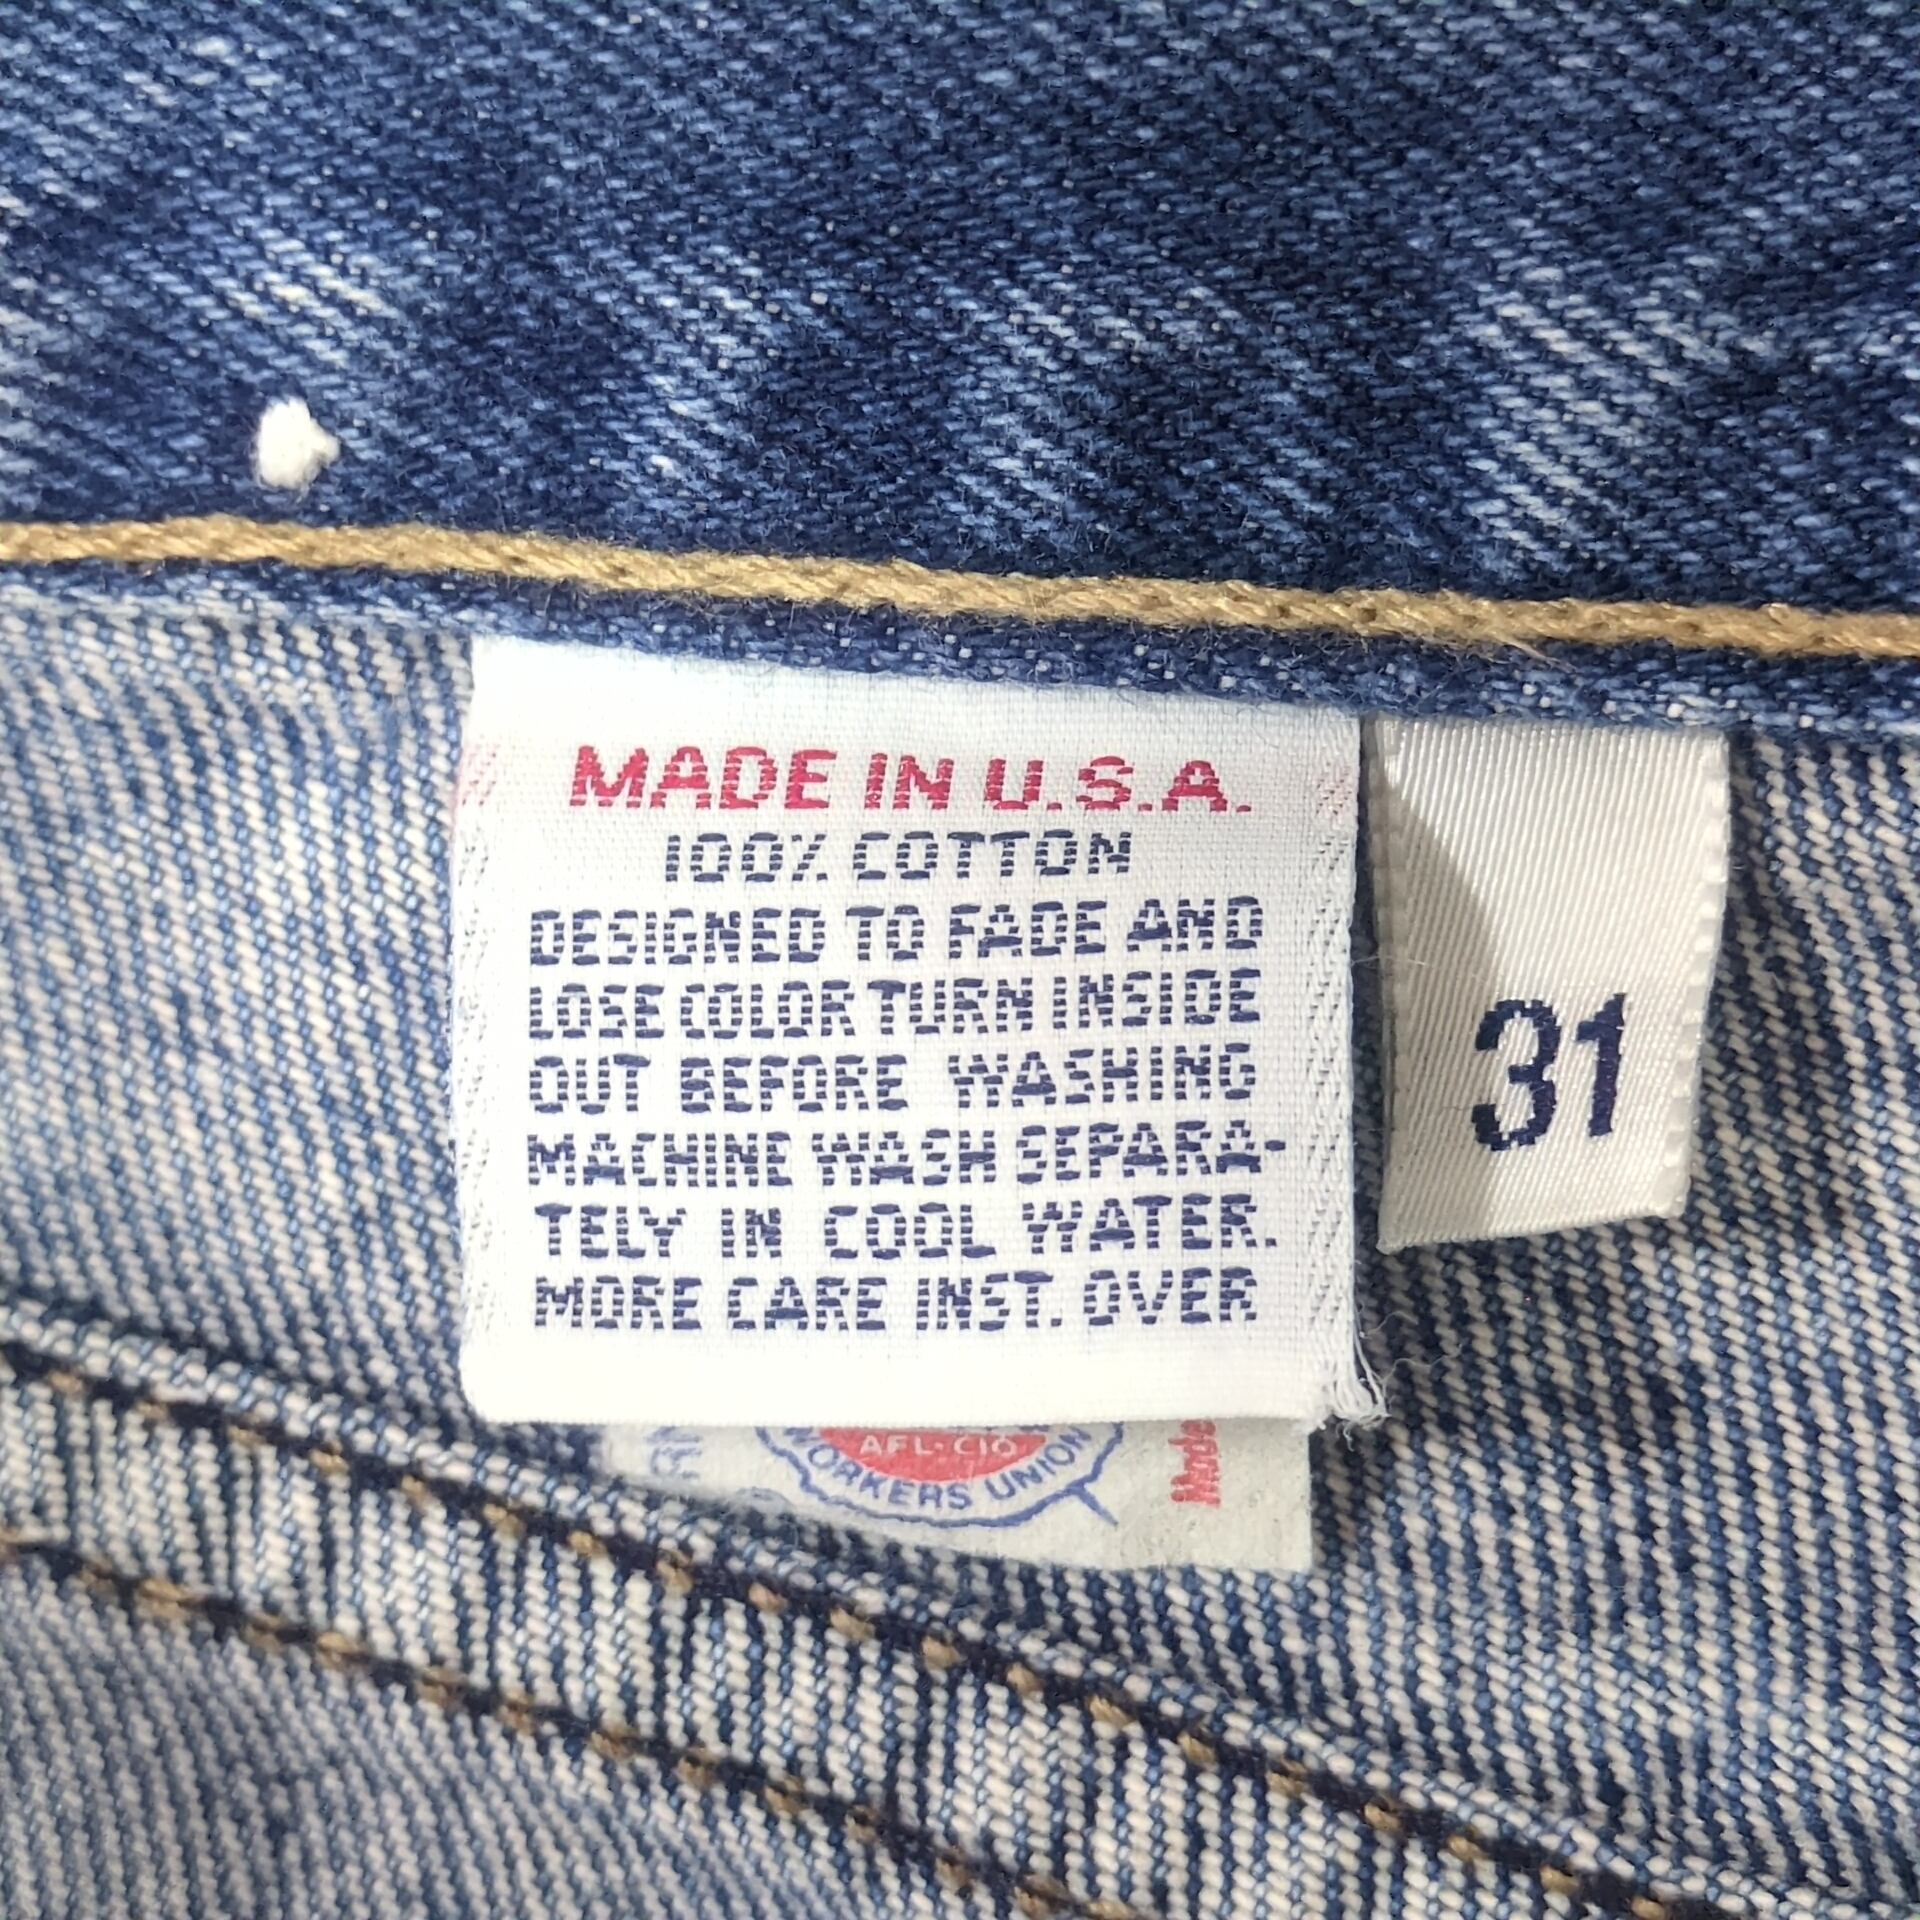 MADE IN U.S.A.
100% COTTON
DESIGNED TO FADE AND
LOSE COLOR TURN INSIDE
OUT BEFORE WASHING
MACHINE WASH SEPARA-
TELY IN COOL WATER.
MORE CARE INST. OVER
31
AFL-CIO
WORKERS UNION
Made